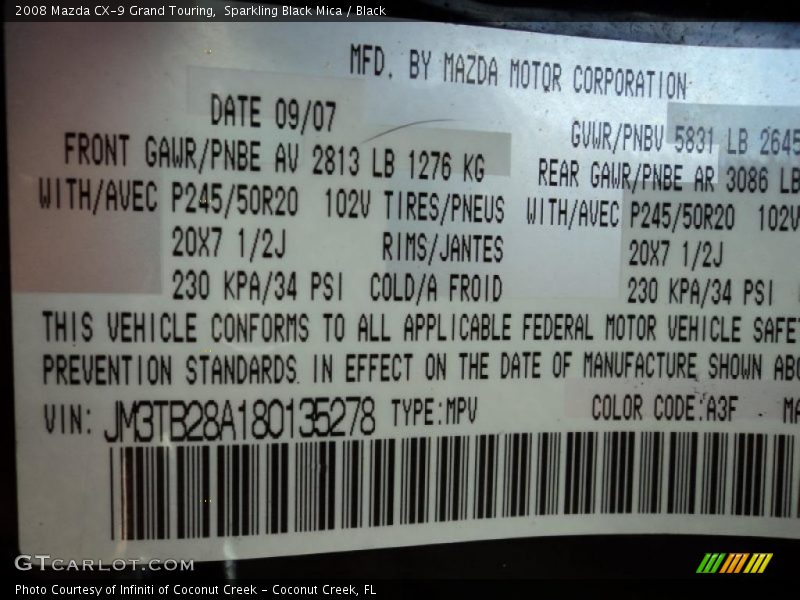 2008 Mazda CX-9 Grand Touring, Sparkling Black Mica / Black
MFD. BY MAZDA MOTOR CORPORATION
DATE 09/07
GVWR/PNBV 5831 LB 2645
FRONT GAWR/PNBE AV 2813 LB 1276 KG
REAR GAWR/PNBE AR 3086 LB
WITH/AVEC P245/50R20 102V TIRES/PNEUS WITH/AVEC P245/50R20 102V
20X7 1/2J RIMS/JANTES 20X7 1/2J
230 KPA/34 PSI COLD/A FROID 230 KPA/34 PSI
THIS VEHICLE CONFORMS TO ALL APPLICABLE FEDERAL MOTOR VEHICLE SAFE
PREVENTION STANDARDS IN EFFECT ON THE DATE OF MANUFACTURE SHOWN ABO
VIN: JM3TB28A180135278 TYPE:MPV COLOR CODE:A3F MA
GTCARLOT.COM
Photo Courtesy of Infiniti of Coconut Creek - Coconut Creek, FL